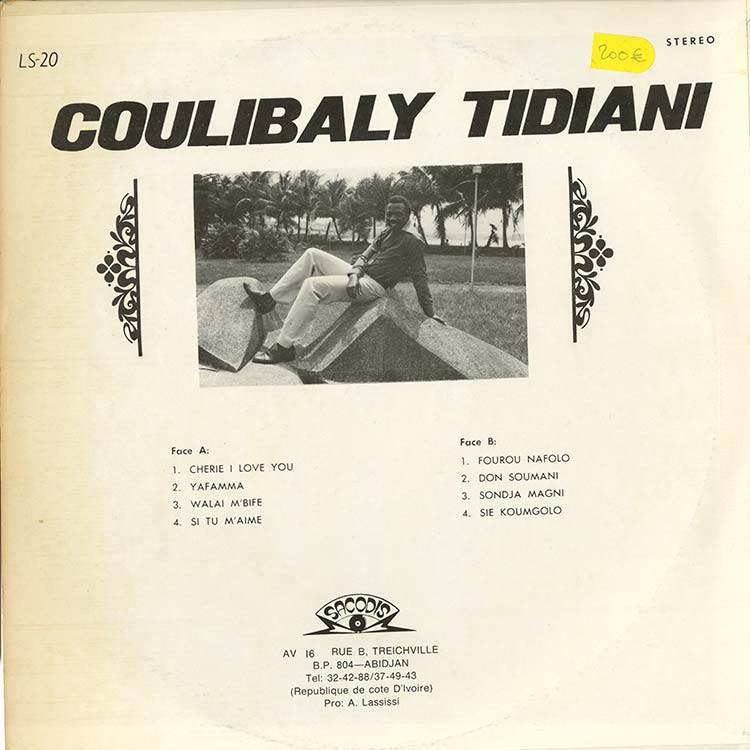 LS-20
200€
STEREO
COULIBALY TIDIANI
Face A:
1. CHERIE I LOVE YOU
2. YAFAMMA
3. WALAI M'BIFE
4. SI TU M'AIME
Face B:
1. FOUROU NAFOLO
2. DON SOUMANI
3. SONDJA MAGNI
4. SIE KOUMGOLO
SACODIS
AV 16 RUE B, TREICHVILLE
B.P. 804—ABIDJAN
Tel: 32-42-88/37-49-43
(Republique de cote D'Ivoire)
Pro: A. Lassissi